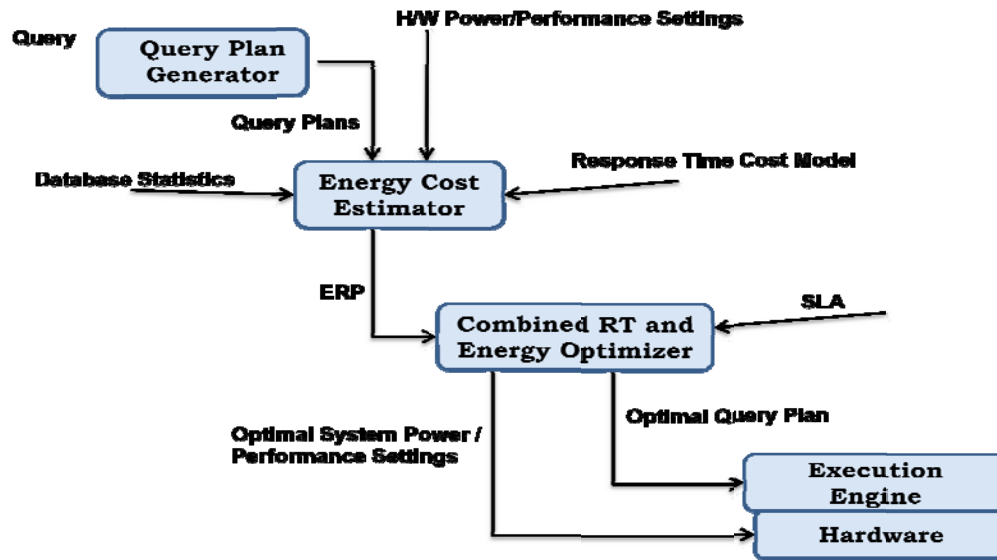 H/W Power/Performance Settings
Query
Query Plan
Generator
Query Plans
Response Time Cost Model
Database Statistics
Energy Cost
Estimator
ERP
SLA
Combined RT and
Energy Optimizer
Optimal Query Plan
Optimal System Power /
Performance Settings
Execution
Engine
Hardware